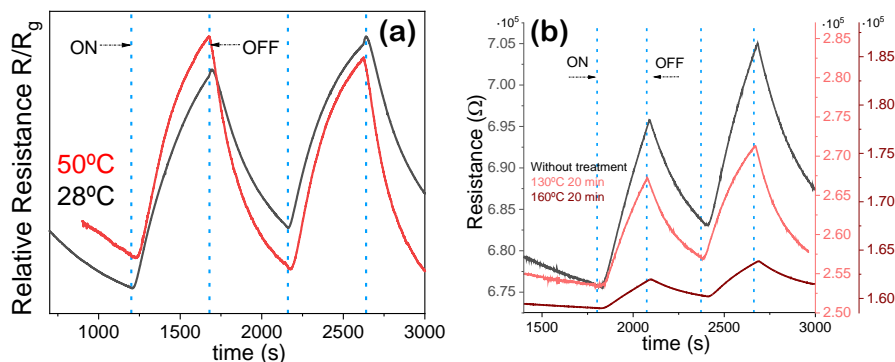 (a)
ON
OFF
50ºC
28ºC
Relative Resistance R/Rg
1000 1500 2000 2500 3000
time (s)
(b)
·10⁵ ·10⁵ ·10⁵
7.05
7.00
6.95
6.90
6.85
6.80
6.75
Resistance (Ω)
ON
OFF
Without treatment
130ºC 20 min
160ºC 20 min
2.85
2.80
2.75
2.70
2.65
2.60
2.55
2.50
1.85
1.80
1.75
1.70
1.65
1.60
1500 2000 2500 3000
time (s)